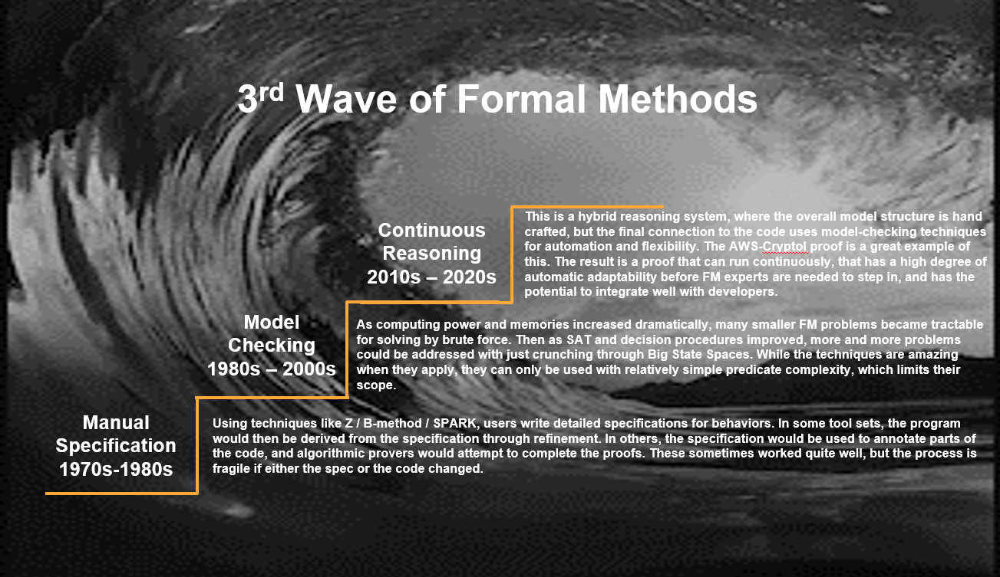 3rd Wave of Formal Methods
Continuous
Reasoning
2010s – 2020s
This is a hybrid reasoning system, where the overall model structure is hand
crafted, but the final connection to the code uses model-checking techniques
for automation and flexibility. The AWS-Cryptol proof is a great example of
this. The result is a proof that can run continuously, that has a high degree of
automatic adaptability before FM experts are needed to step in, and has the
potential to integrate well with developers.
Model
Checking
1980s – 2000s
As computing power and memories increased dramatically, many smaller FM problems became tractable
for solving by brute force. Then as SAT and decision procedures improved, more and more problems
could be addressed with just crunching through Big State Spaces. While the techniques are amazing
when they apply, they can only be used with relatively simple predicate complexity, which limits their
scope.
Manual
Specification
1970s-1980s
Using techniques like Z / B-method / SPARK, users write detailed specifications for behaviors. In some tool sets, the program
would then be derived from the specification through refinement. In others, the specification would be used to annotate parts of
the code, and algorithmic provers would attempt to complete the proofs. These sometimes worked quite well, but the process is
fragile if either the spec or the code changed.